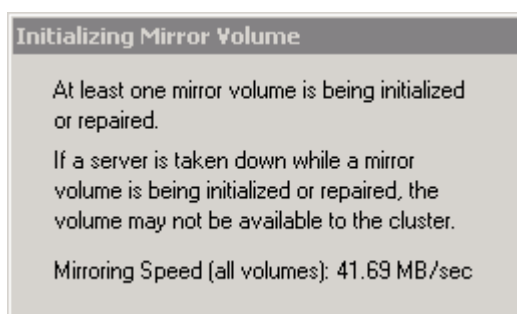 Initializing Mirror Volume
At least one mirror volume is being initialized
or repaired.
If a server is taken down while a mirror
volume is being initialized or repaired, the
volume may not be available to the cluster.
Mirroring Speed (all volumes): 41.69 MB/sec